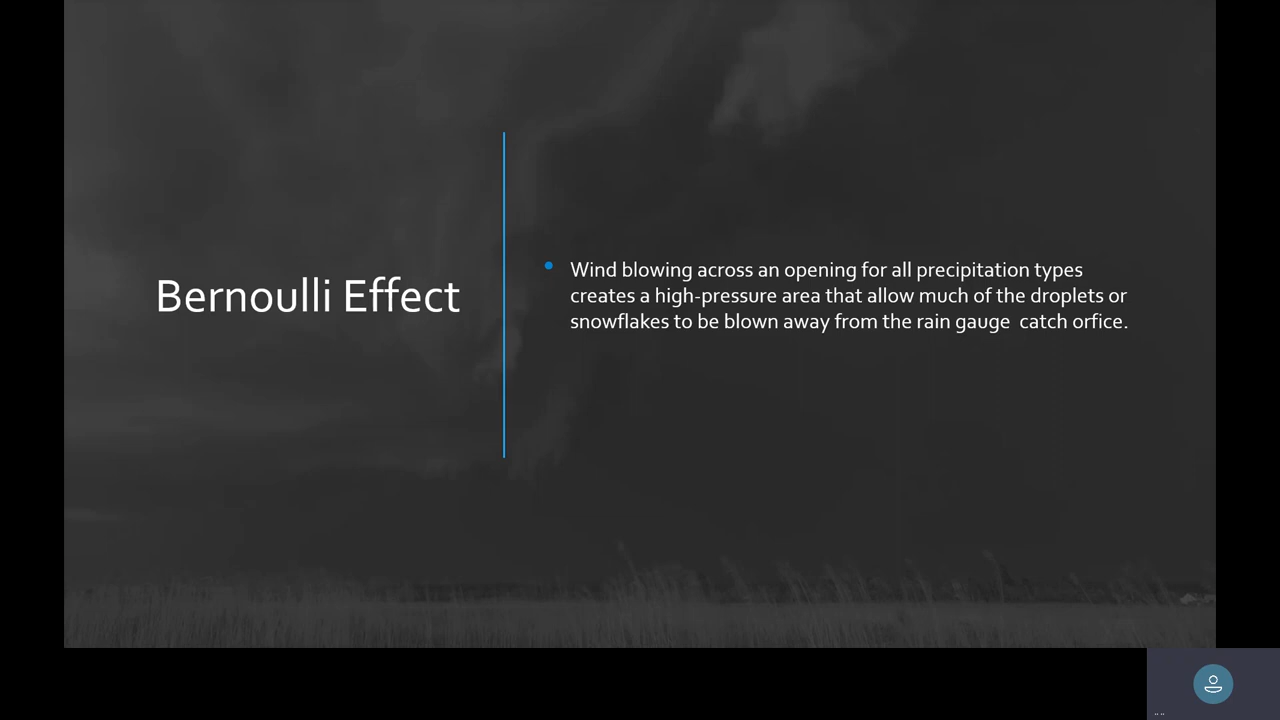 Bernoulli Effect
Wind blowing across an opening for all precipitation types
creates a high-pressure area that allow much of the droplets or
snowflakes to be blown away from the rain gauge  catch orfice.